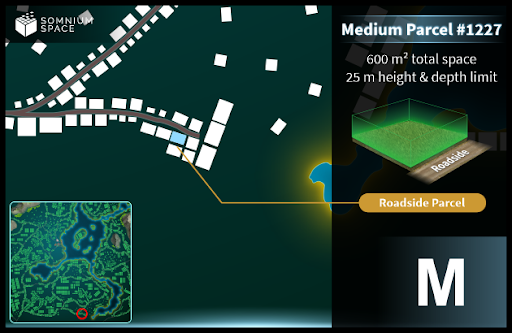 SOMNIUM
SPACE
Medium Parcel #1227
600 m² total space
25 m height & depth limit
Roadside
Roadside Parcel
M